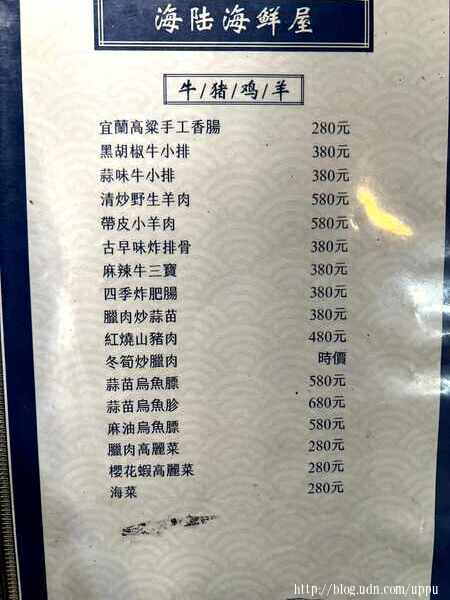 海陆海鲜屋
牛/猪/鸡/羊
宜蘭高粱手工香腸 280元
黑胡椒牛小排 380元
蒜味牛小排 380元
清炒野生羊肉 580元
帶皮小羊肉 580元
古早味炸排骨 380元
麻辣牛三寶 380元
四季炸肥腸 380元
臘肉炒蒜苗 380元
紅燒山豬肉 480元
冬筍炒臘肉 時價
蒜苗烏魚膘 580元
蒜苗烏魚胗 680元
麻油烏魚膘 580元
臘肉高麗菜 280元
櫻花蝦高麗菜 280元
海菜 280元
http://blog.udn.com/uppu